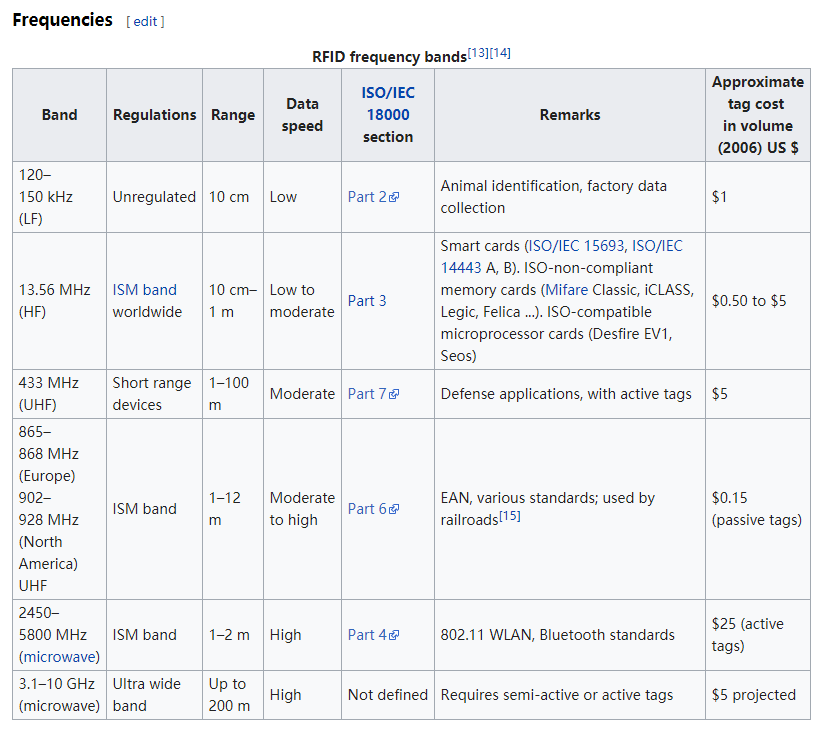 Frequencies [ edit ]
RFID frequency bands[13][14]
Band
Regulations
Range
Data
speed
ISO/IEC
18000
section
Remarks
Approximate
tag cost
in volume
(2006) US $
120–
150 kHz
(LF)
Unregulated
10 cm
Low
Part 2
Animal identification, factory data
collection
$1
13.56 MHz
(HF)
ISM band
worldwide
10 cm–
1 m
Low to
moderate
Part 3
Smart cards (ISO/IEC 15693, ISO/IEC
14443 A, B). ISO-non-compliant
memory cards (Mifare Classic, iCLASS,
Legic, Felica ...). ISO-compatible
microprocessor cards (Desfire EV1,
Seos)
$0.50 to $5
433 MHz
(UHF)
Short range
devices
1–100
m
Moderate
Part 7
Defense applications, with active tags
$5
865–
868 MHz
(Europe)
902–
928 MHz
(North
America)
UHF
ISM band
1–12
m
Moderate
to high
Part 6
EAN, various standards; used by
railroads[15]
$0.15
(passive tags)
2450–
5800 MHz
(microwave)
ISM band
1–2 m
High
Part 4
802.11 WLAN, Bluetooth standards
$25 (active
tags)
3.1–10 GHz
(microwave)
Ultra wide
band
Up to
200 m
High
Not defined
Requires semi-active or active tags
$5 projected